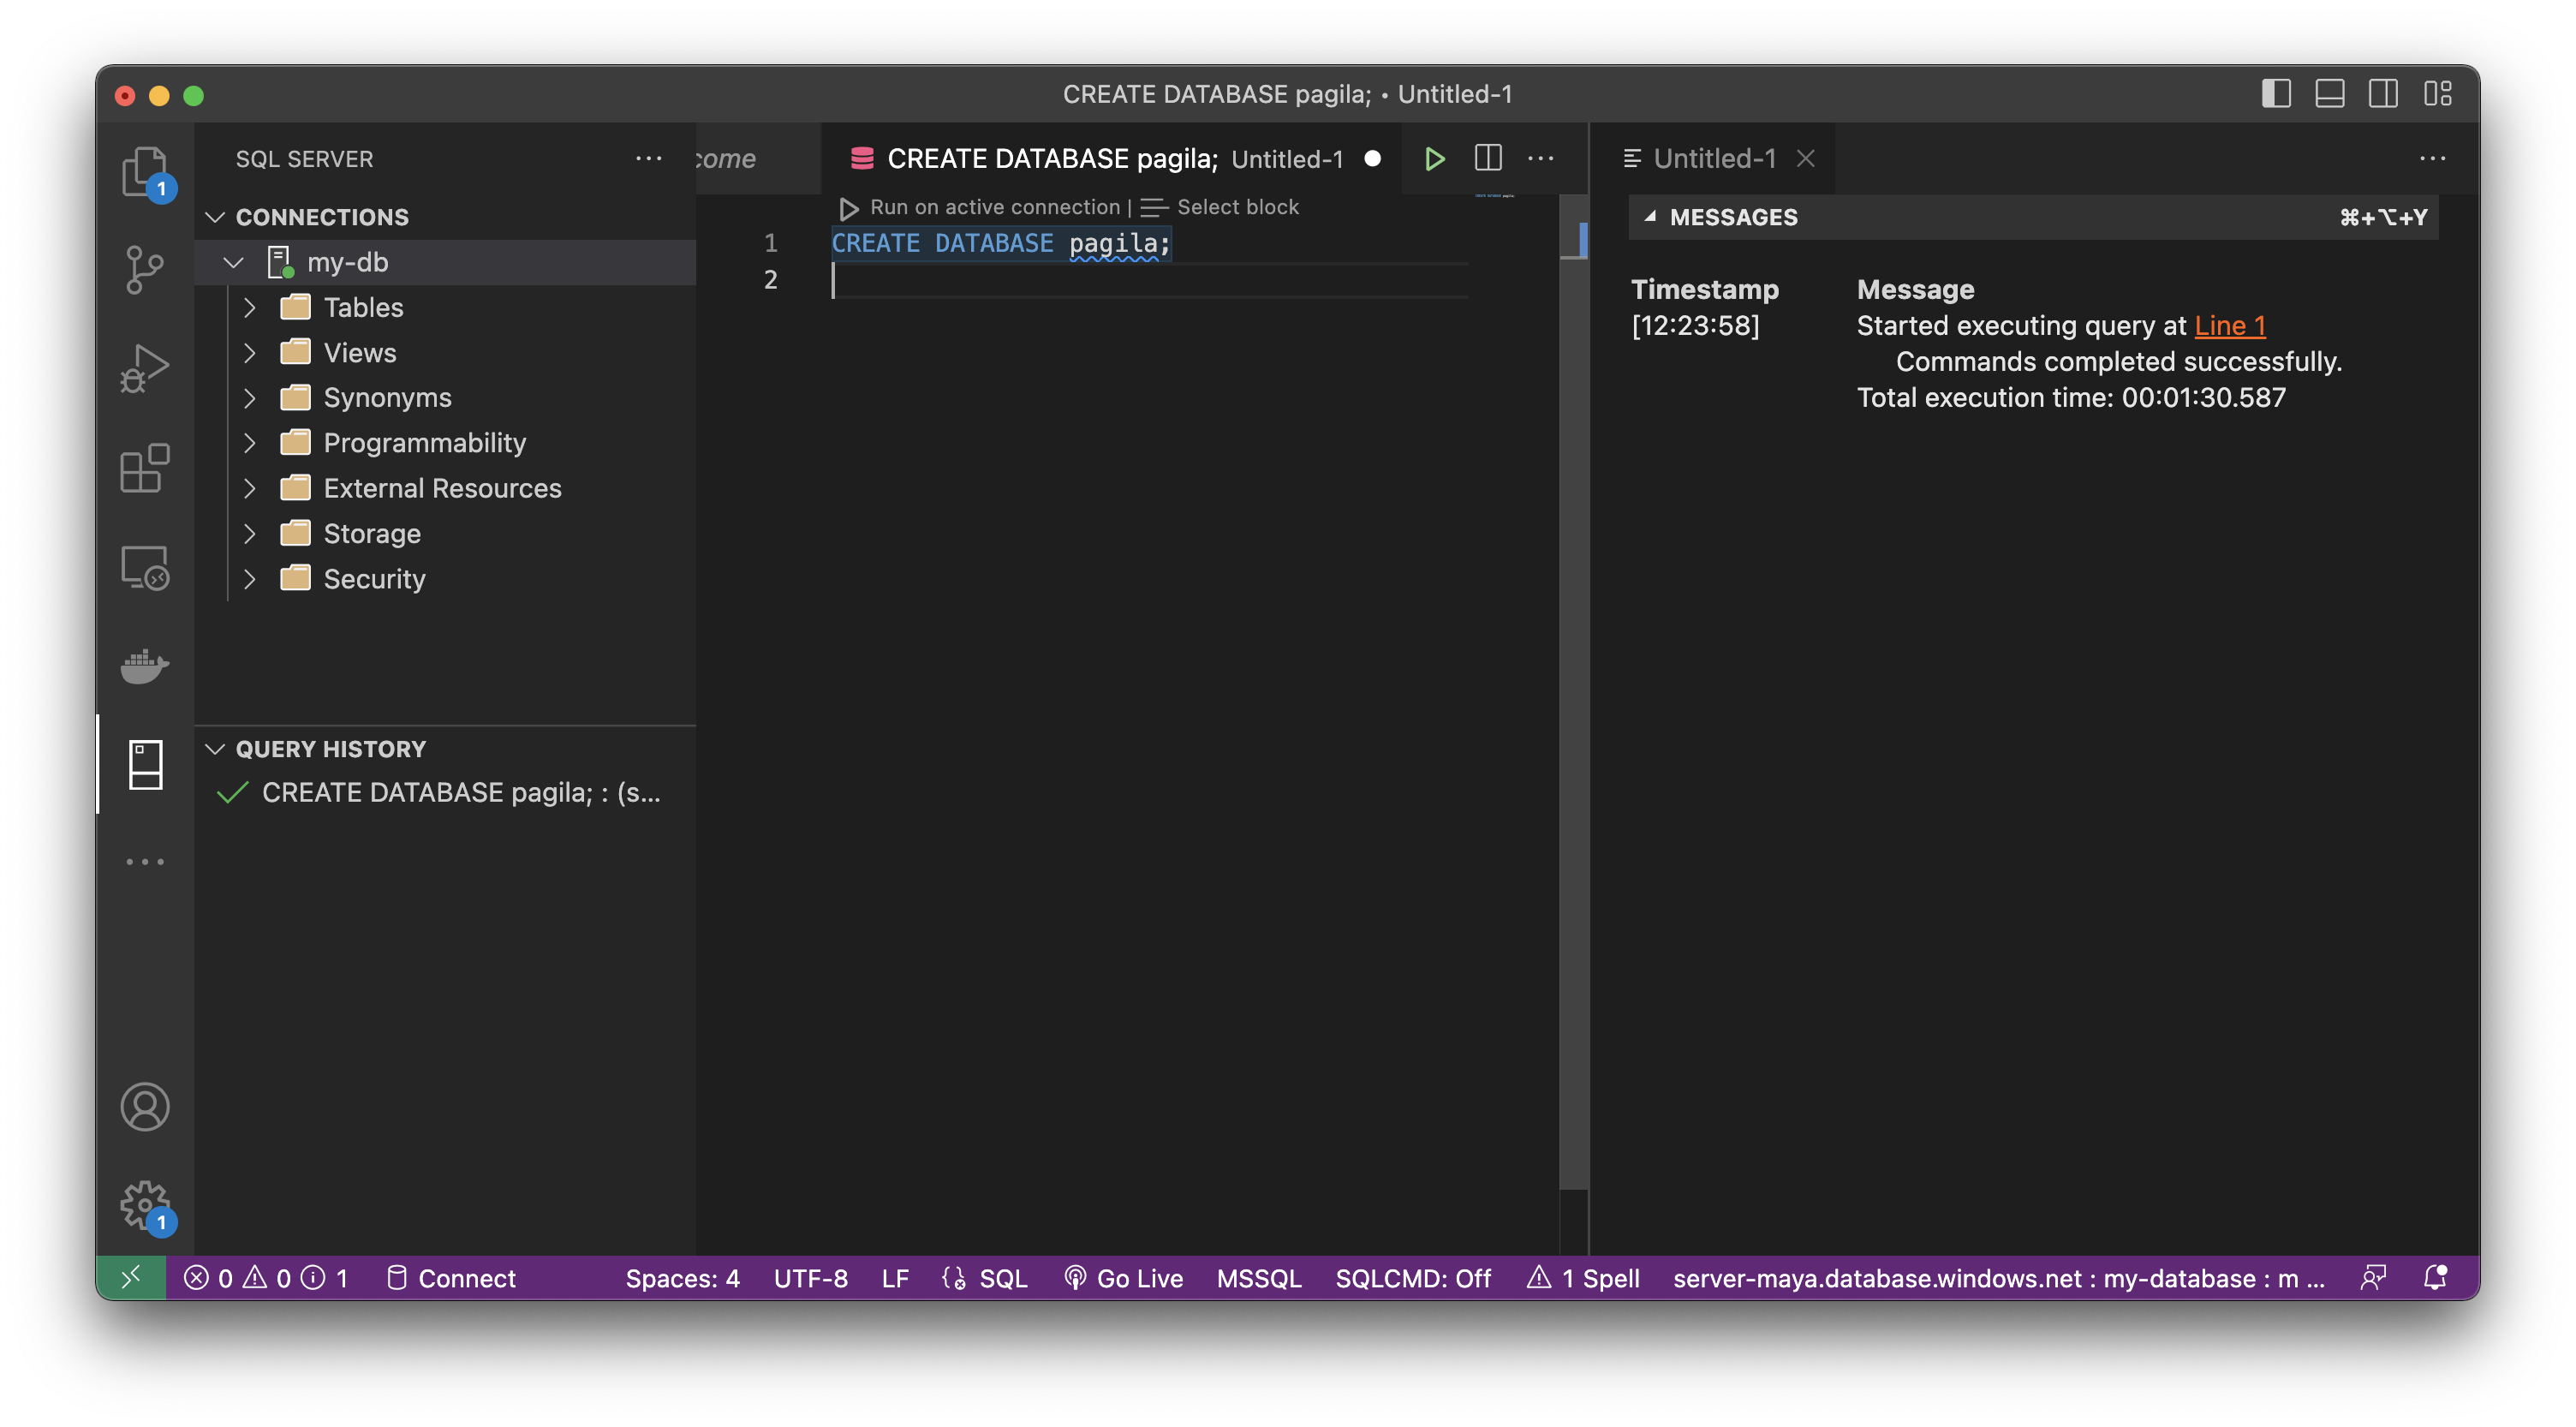 CREATE DATABASE pagila; • Untitled-1
1
SQL SERVER
CONNECTIONS
my-db
Tables
Views
Synonyms
Programmability
External Resources
Storage
Security
QUERY HISTORY
CREATE DATABASE pagila; : (s...
come
CREATE DATABASE pagila; Untitled-1
Run on active connection | Select block
1 CREATE DATABASE pagila;
2
Untitled-1
MESSAGES ⌘+⌥+Y
Timestamp Message
[12:23:58] Started executing query at Line 1
Commands completed successfully.
Total execution time: 00:01:30.587
1
0 0 1 Connect Spaces: 4 UTF-8 LF SQL Go Live MSSQL SQLCMD: Off 1 Spell server-maya.database.windows.net : my-database : m ...